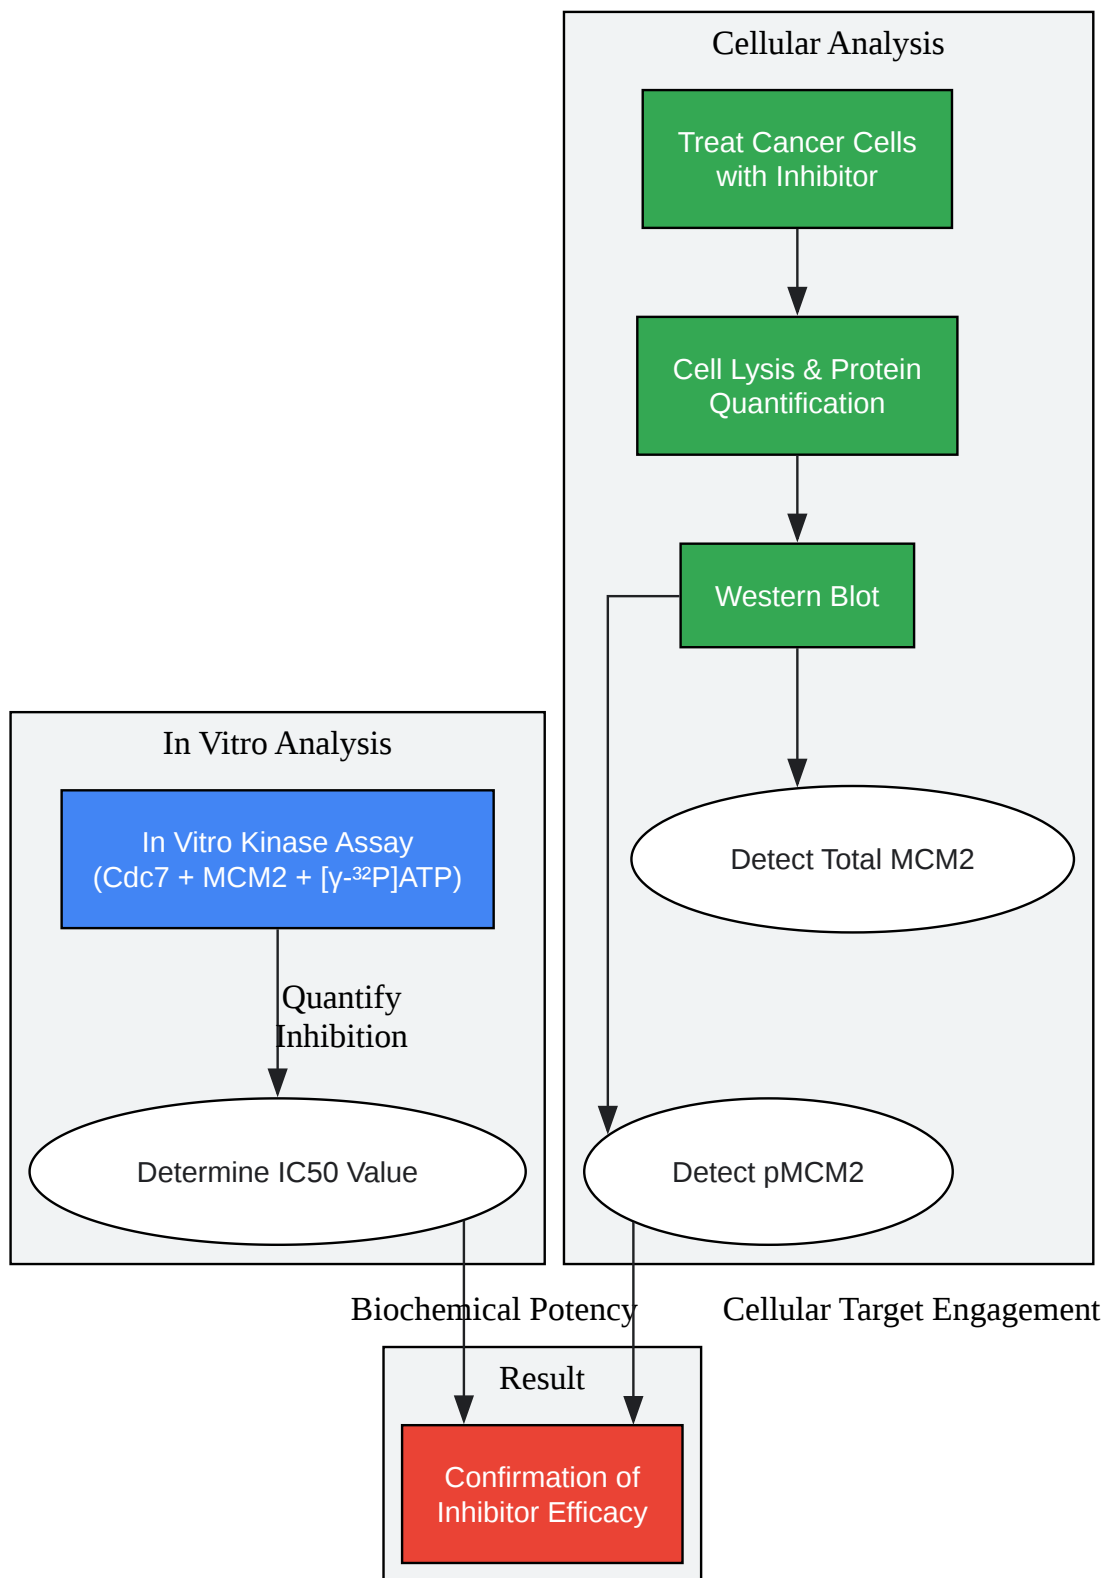 Cellular Analysis
Treat Cancer Cells
with Inhibitor
Cell Lysis & Protein
Quantification
Western Blot
In Vitro Analysis
In Vitro Kinase Assay
(Cdc7 + MCM2 + [γ-³²P]ATP)
Detect Total MCM2
Quantify
Inhibition
Determine IC50 Value
Detect pMCM2
Biochemical Potency
Cellular Target Engagement
Result
Confirmation of
Inhibitor Efficacy